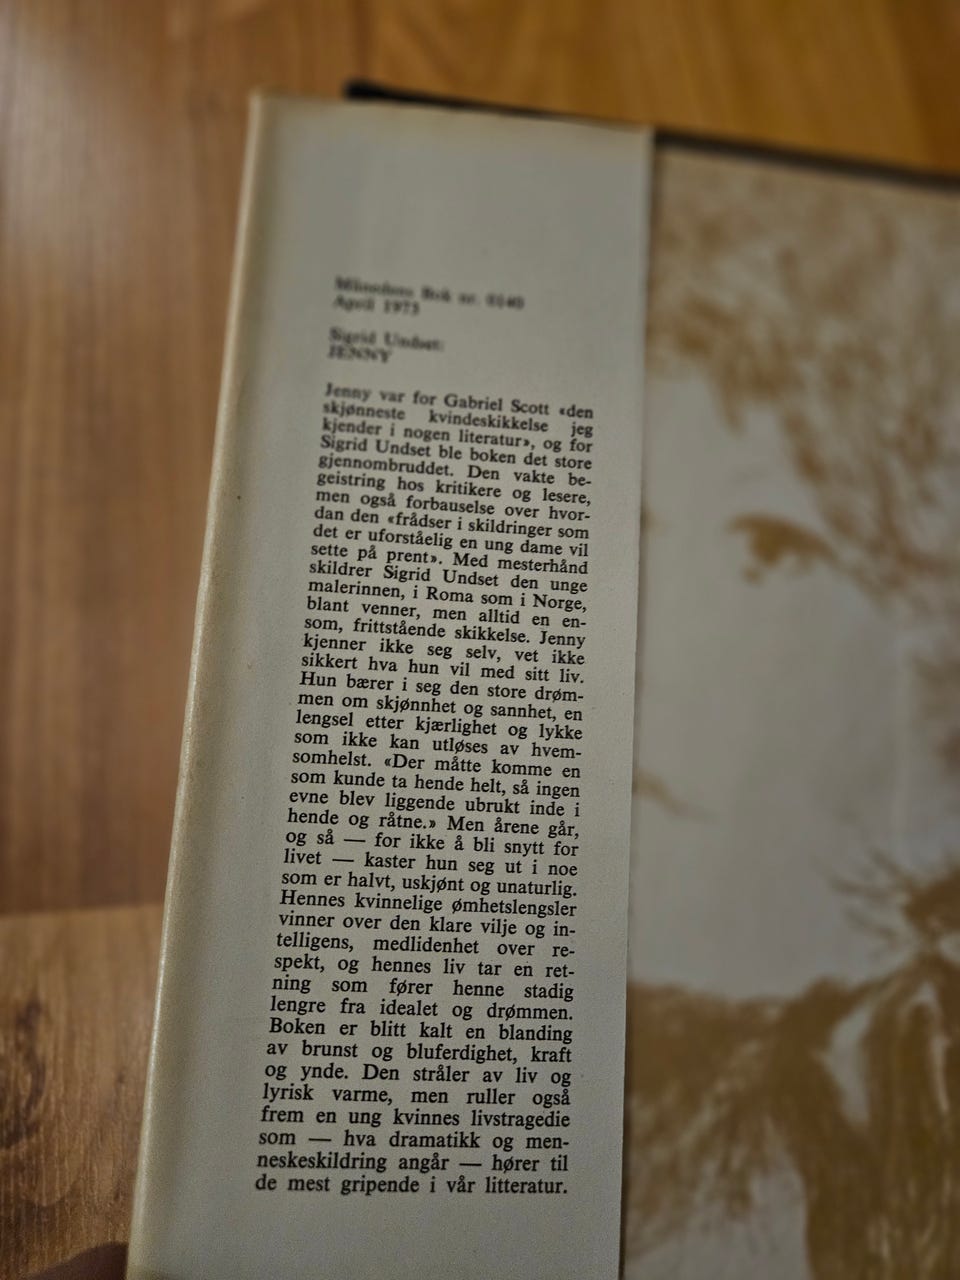 Månedens Bok nr. 0140
April 1973
Sigrid Undset:
JENNY
Jenny var for Gabriel Scott «den
skjønneste kvindeskikkelse jeg
kjender i nogen literatur», og for
Sigrid Undset ble boken det store
gjennombruddet. Den vakte be-
geistring hos kritikere og lesere,
men også forbauselse over hvor-
dan den «frådser i skildringer som
det er uforståelig en ung dame vil
sette på prent». Med mesterhånd
skildrer Sigrid Undset den unge
malerinnen, i Roma som i Norge,
blant venner, men alltid en en-
som, frittstående skikkelse. Jenny
kjenner ikke seg selv, vet ikke
sikkert hva hun vil med sitt liv.
Hun bærer i seg den store drøm-
men om skjønnhet og sannhet, en
lengsel etter kjærlighet og lykke
som ikke kan utløses av hvem-
somhelst. «Der måtte komme en
som kunde ta hende helt, så ingen
evne blev liggende ubrukt inde i
hende og råtne.» Men årene går,
og så — for ikke å bli snytt for
livet — kaster hun seg ut i noe
som er halvt, uskjønt og unaturlig.
Hennes kvinnelige ømhetslengsler
vinner over den klare vilje og in-
telligens, medlidenhet over re-
spekt, og hennes liv tar en ret-
ning som fører henne stadig
lengre fra idealet og drømmen.
Boken er blitt kalt en blanding
av brunst og bluferdighet, kraft
og ynde. Den stråler av liv og
lyrisk varme, men ruller også
frem en ung kvinnes livstragedie
som — hva dramatikk og men-
neskeskildring angår — hører til
de mest gripende i vår litteratur.